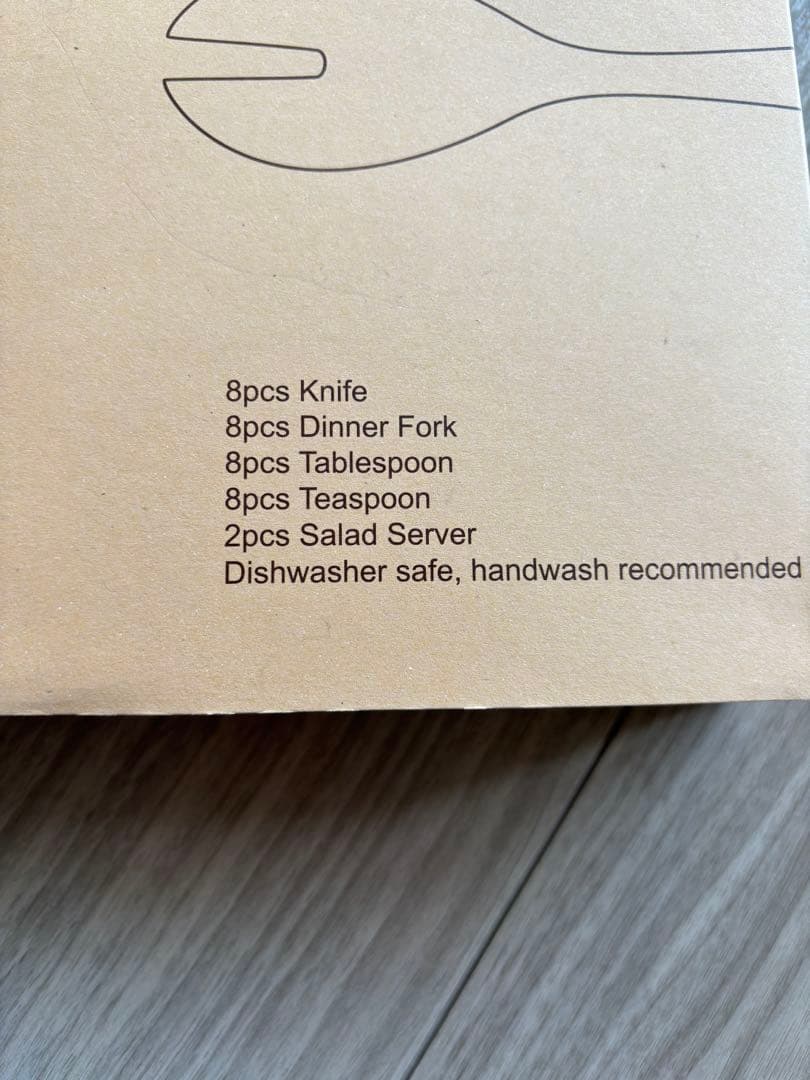 8pcs Knife
8pcs Dinner Fork
8pcs Tablespoon
8pcs Teaspoon
2pcs Salad Server
Dishwasher safe, handwash recommended